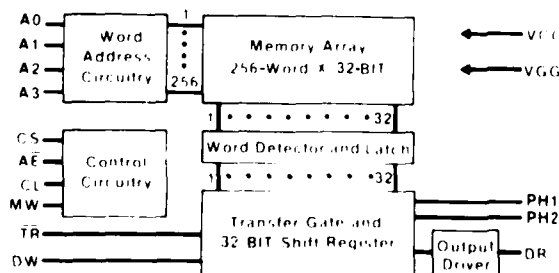 A0
A1
A2
A3
Word
Address
Circuitry
1
256
Memory Array
256-Word X 32-BIT
VCC
VGG
1
32
Word Detector and Latch
1
32
CS
AE
CL
MW
Control
Circuitry
TR
DW
Transfer Gate and
32 BIT Shift Register
PH1
PH2
Output
Driver
DR